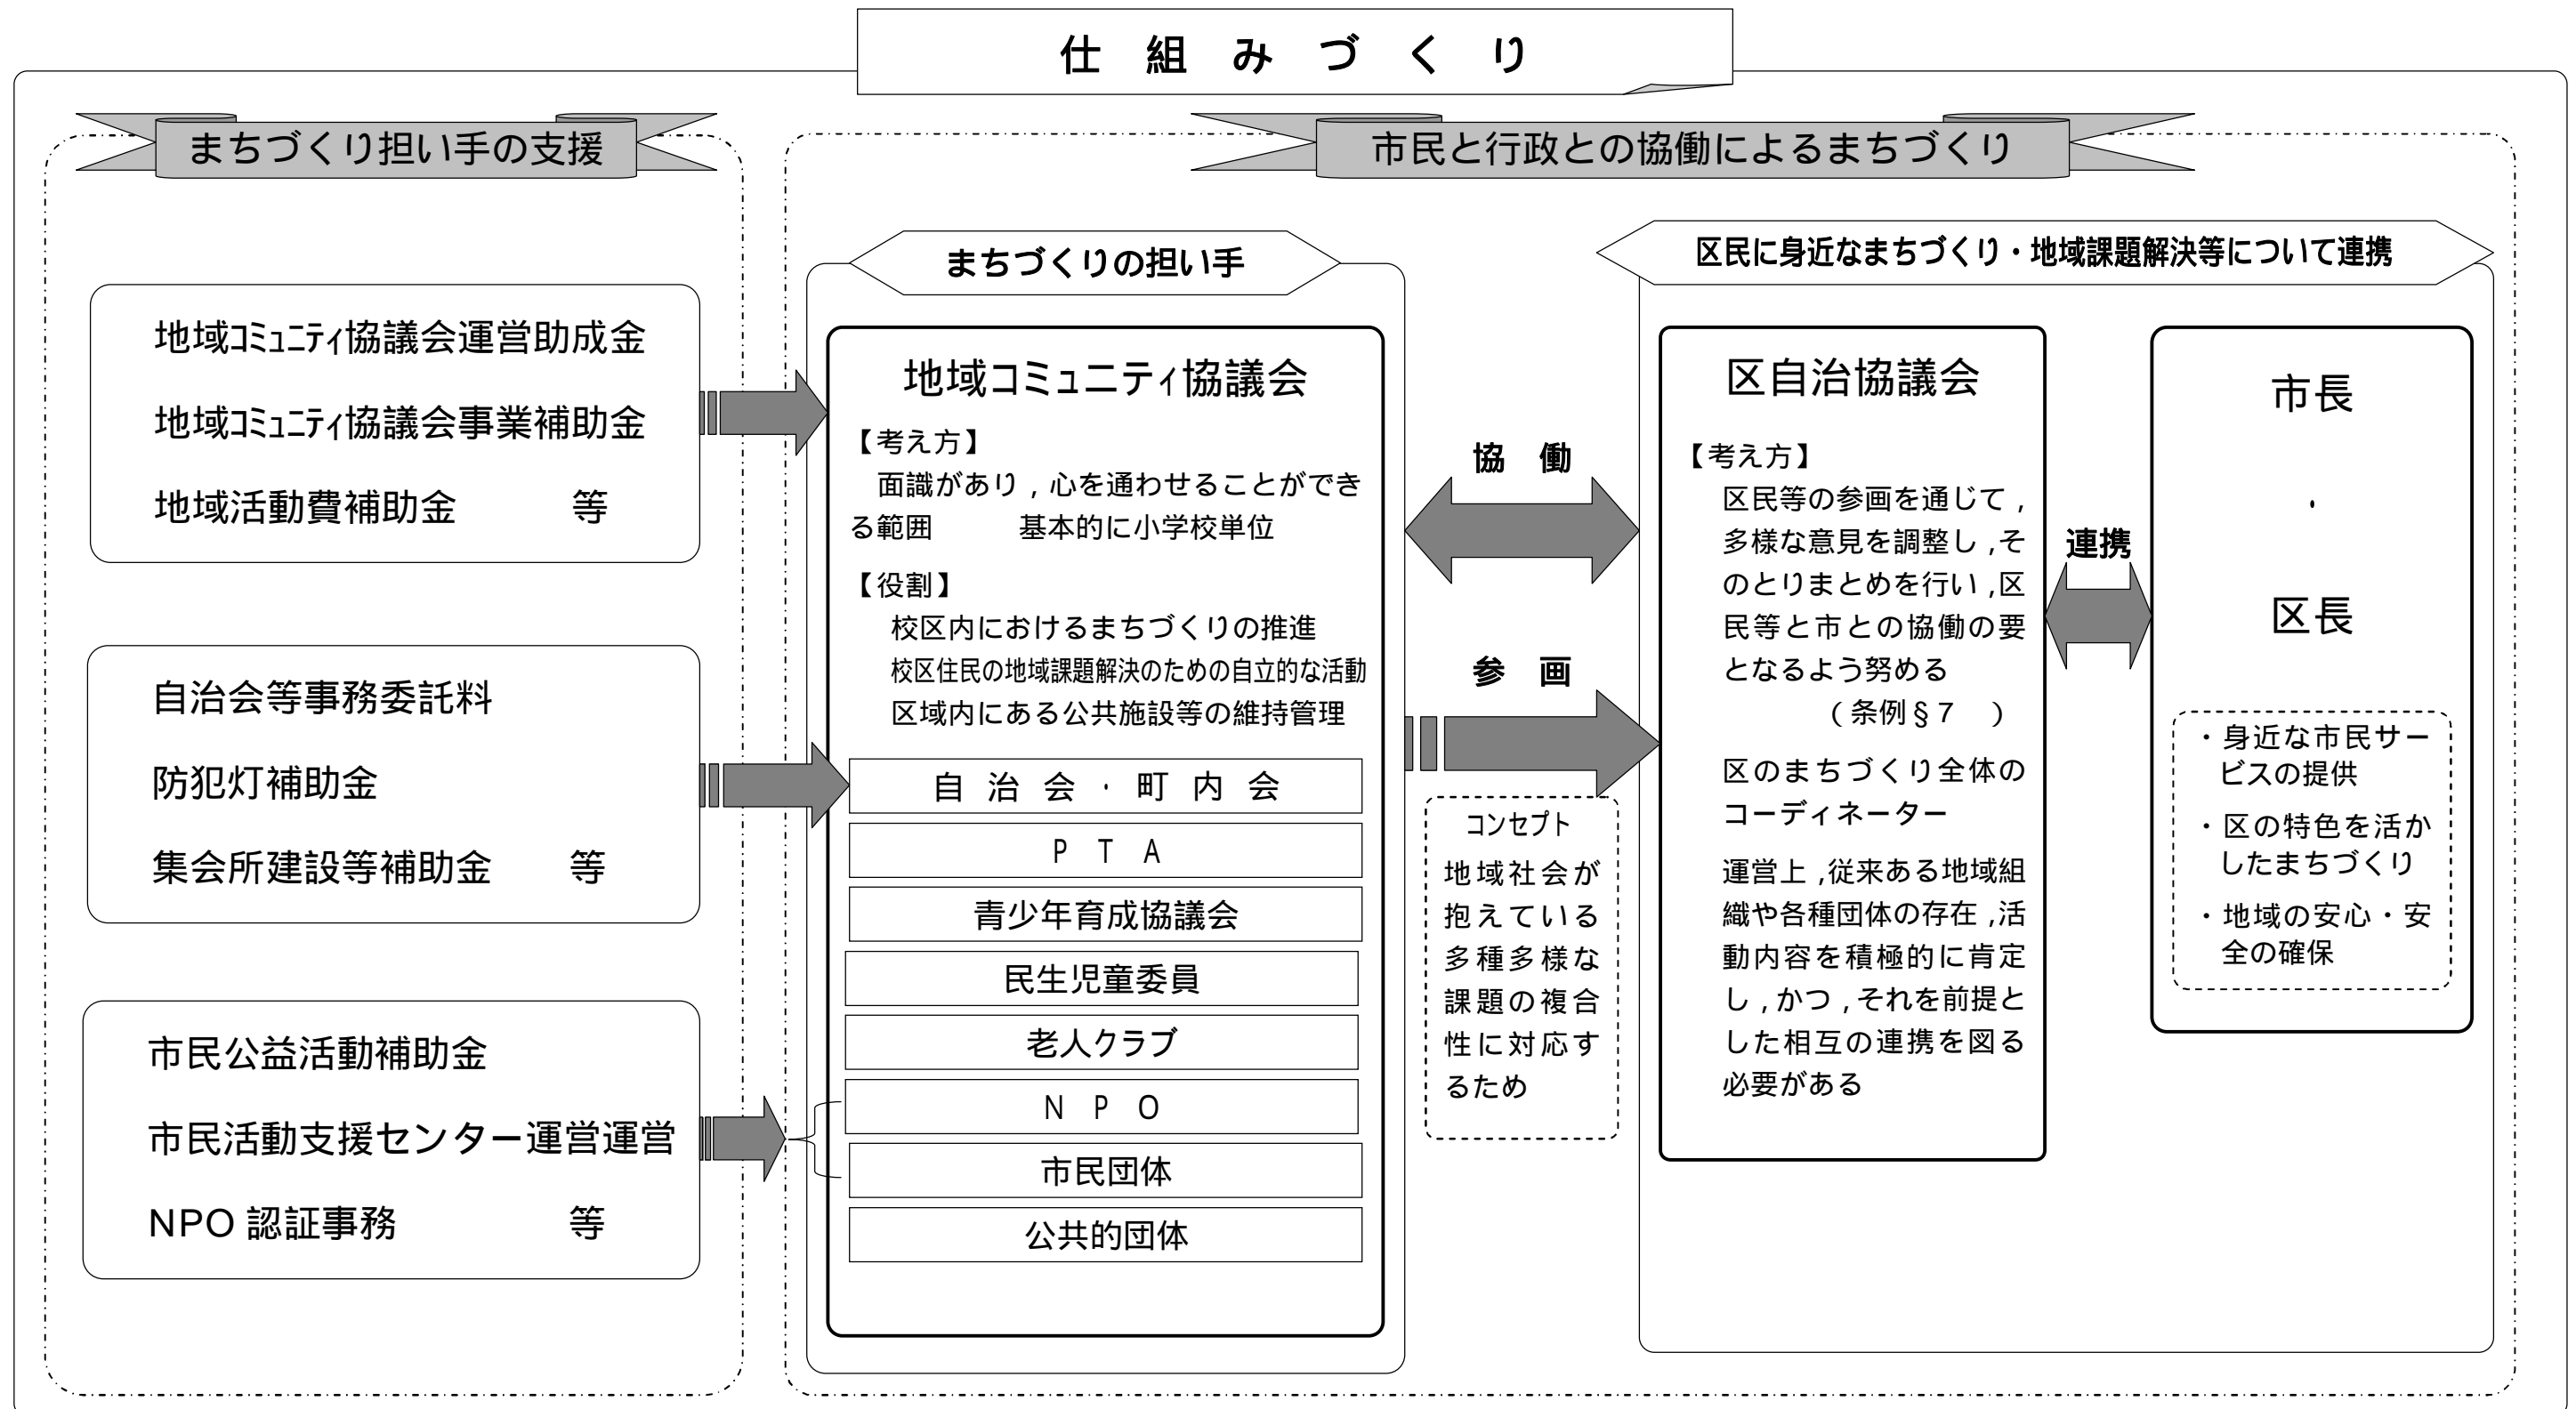 仕組みづくり
まちづくり担い手の支援
地域コミュニティ協議会運営助成金
地域コミュニティ協議会事業補助金
地域活動費補助金　　　等
自治会等事務委託料
防犯灯補助金
集会所建設等補助金　　等
市民公益活動補助金
市民活動支援センター運営運営
NPO 認証事務　　　　等
市民と行政との協働によるまちづくり
まちづくりの担い手
地域コミュニティ協議会
【考え方】
面識があり，心を通わせることができ
る範囲　　　基本的に小学校単位
【役割】
校区内におけるまちづくりの推進
校区住民の地域課題解決のための自立的な活動
区域内にある公共施設等の維持管理
自治会・町内会
ＰＴＡ
青少年育成協議会
民生児童委員
老人クラブ
ＮＰＯ
市民団体
公共的団体
協働
参画
コンセプト
地域社会が
抱えている
多種多様な
課題の複合
性に対応す
るため
区民に身近なまちづくり・地域課題解決等について連携
区自治協議会
【考え方】
区民等の参画を通じて，
多様な意見を調整し，そ
のとりまとめを行い，区
民等と市との協働の要
となるよう努める
（条例§７　）
区のまちづくり全体の
コーディネーター
運営上，従来ある地域組
織や各種団体の存在，活
動内容を積極的に肯定
し，かつ，それを前提と
した相互の連携を図る
必要がある
連携
市長
・
区長
・身近な市民サー
ビスの提供
・区の特色を活か
したまちづくり
・地域の安心・安
全の確保